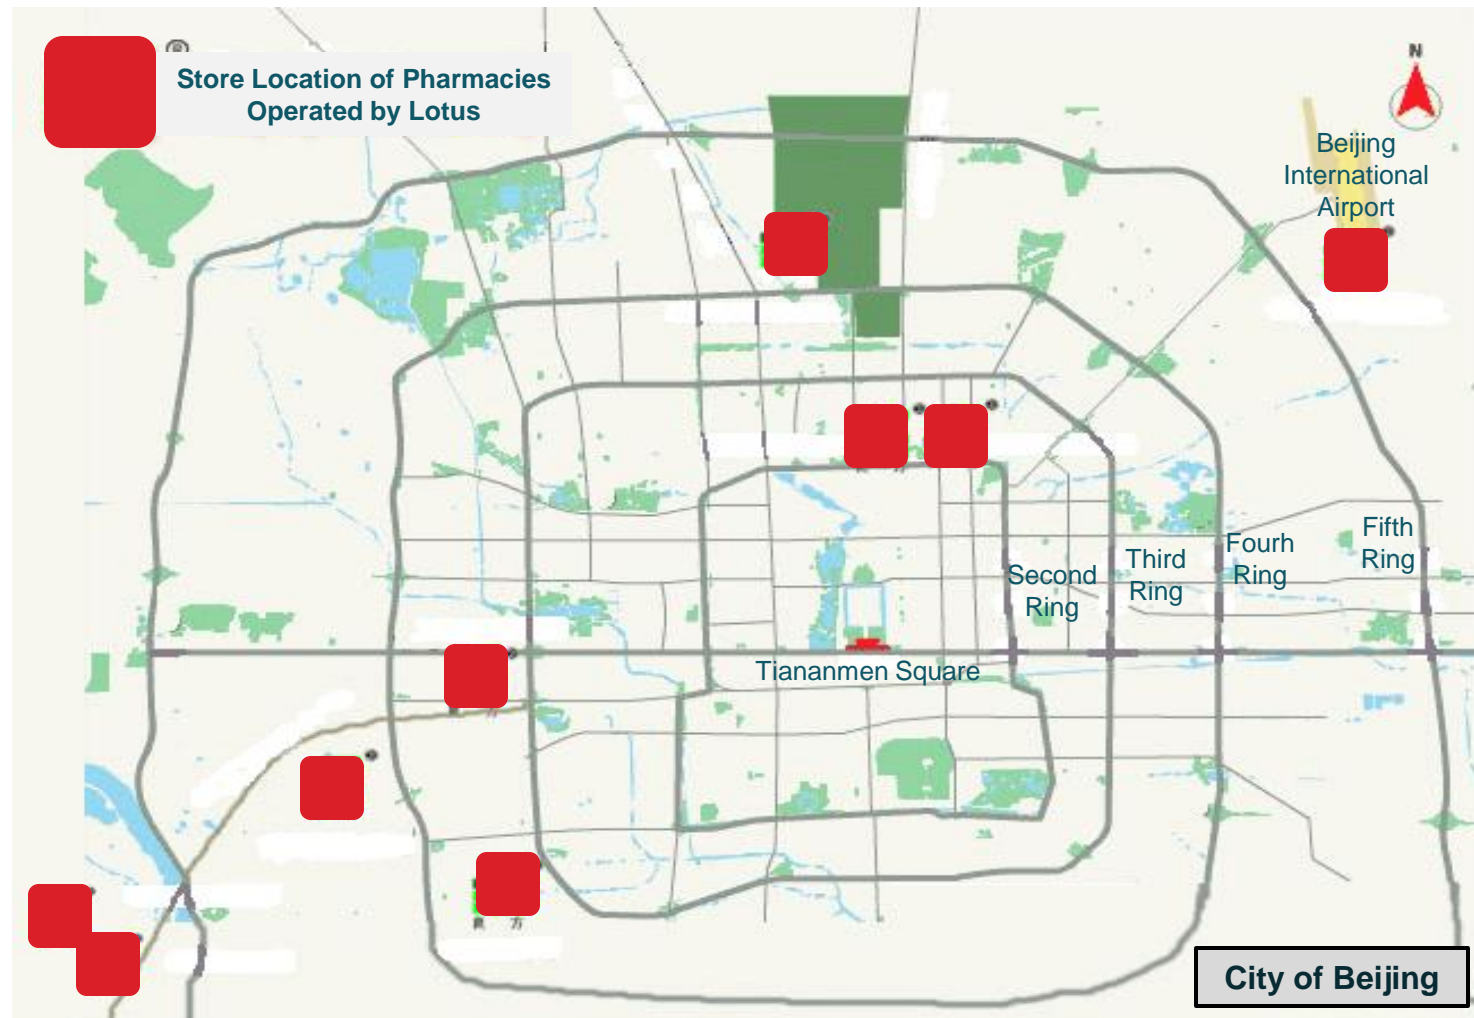 Store Location of Pharmacies
Operated by Lotus
N
Beijing
International
Airport
Second
Ring
Third
Ring
Fourh
Ring
Fifth
Ring
Tiananmen Square
方
City of Beijing